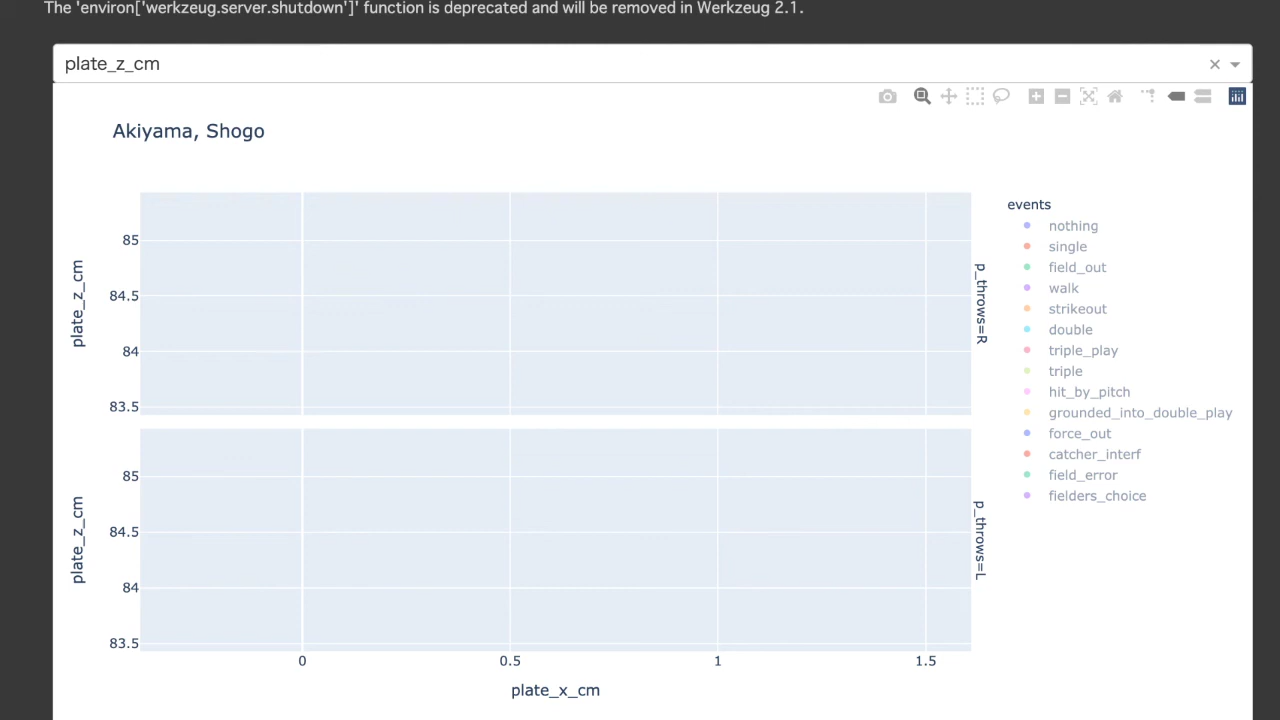 The 'environ['werkzeug.server.shutdown']' function is deprecated and will be removed in Werkzeug 2.1.
plate_z_cm
Akiyama, Shogo
85
84.5
84
83.5
plate_z_cm
p_throws=R
85
84.5
84
83.5
plate_z_cm
p_throws=L
0
0.5
1
1.5
plate_x_cm
events
nothing
single
field_out
walk
strikeout
double
triple_play
triple
hit_by_pitch
grounded_into_double_play
force_out
catcher_interf
field_error
fielders_choice